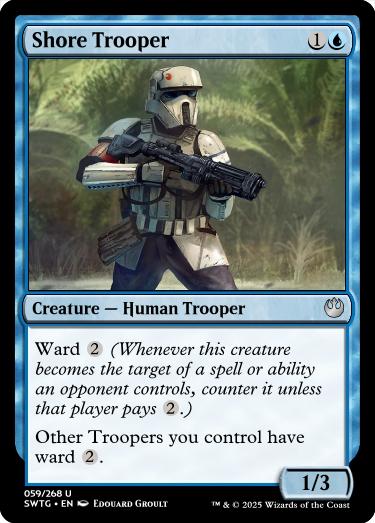 Shore Trooper 1
Creature — Human Trooper
Ward 2 (Whenever this creature
becomes the target of a spell or ability
an opponent controls, counter it unless
that player pays 2.)
Other Troopers you control have
ward 2.
1/3
059/268 U
SWTG • EN Edouard Groult
™ & © 2025 Wizards of the Coast